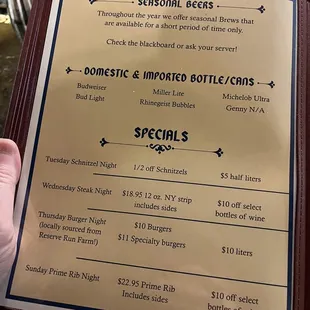 SEASONAL BEERS
Throughout the year we offer seasonal Brews that
are available for a short period of time only.
Check the blackboard or ask your server!
DOMESTIC & IMPORTED BOTTLE/CANS
Budweiser Miller Lite Michelob Ultra
Bud Light Rhinegeist Bubbles Genny N/A
SPECIALS
Tuesday Schnitzel Night 1/2 off Schnitzels $5 half liters
Wednesday Steak Night $18.95 12 oz. NY strip $10 off select
includes sides bottles of wine
Thursday Burger Night $10 Burgers
(locally sourced from $11 Specialty burgers $10 liters
Reserve Run Farm!)
Sunday Prime Rib Night $22.95 Prime Rib $10 off select
Includes sides bottles of wine